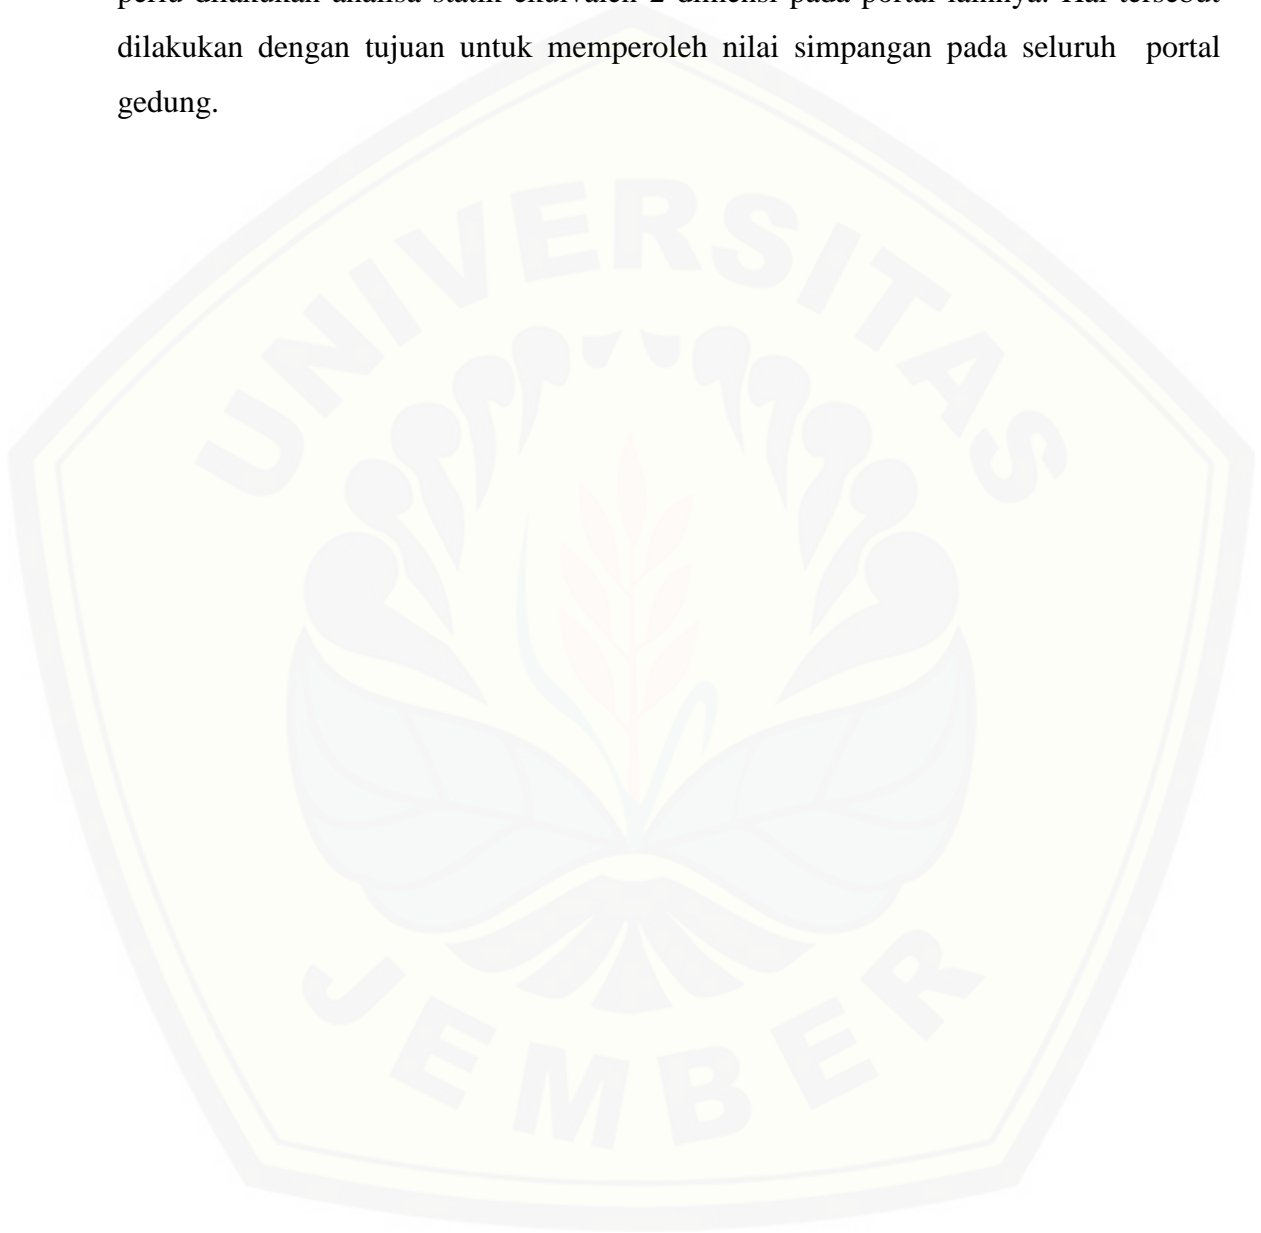 perlu dilakukan analisa statik ekuivalen 2 dimensi pada portal lainnya. Hal tersebut
dilakukan dengan tujuan untuk memperoleh nilai simpangan pada seluruh portal
gedung.
UNIVERSITAS
JEMBER